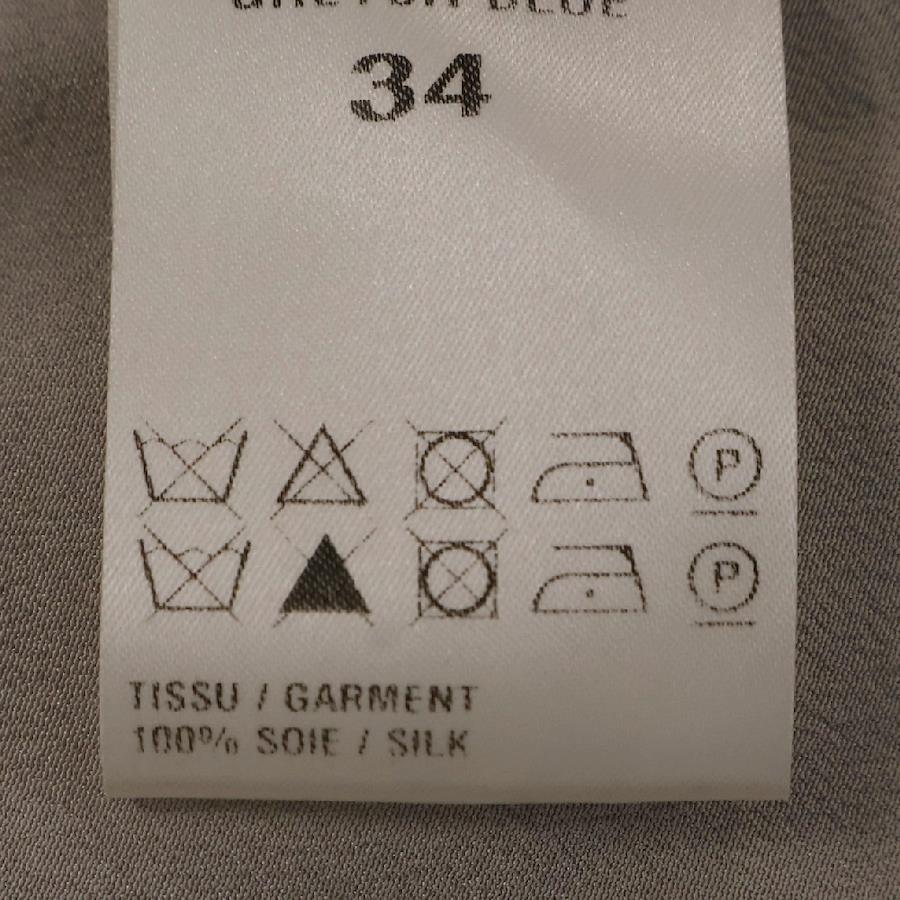 34
P
P
TISSU / GARMENT
100% SOIE / SILK